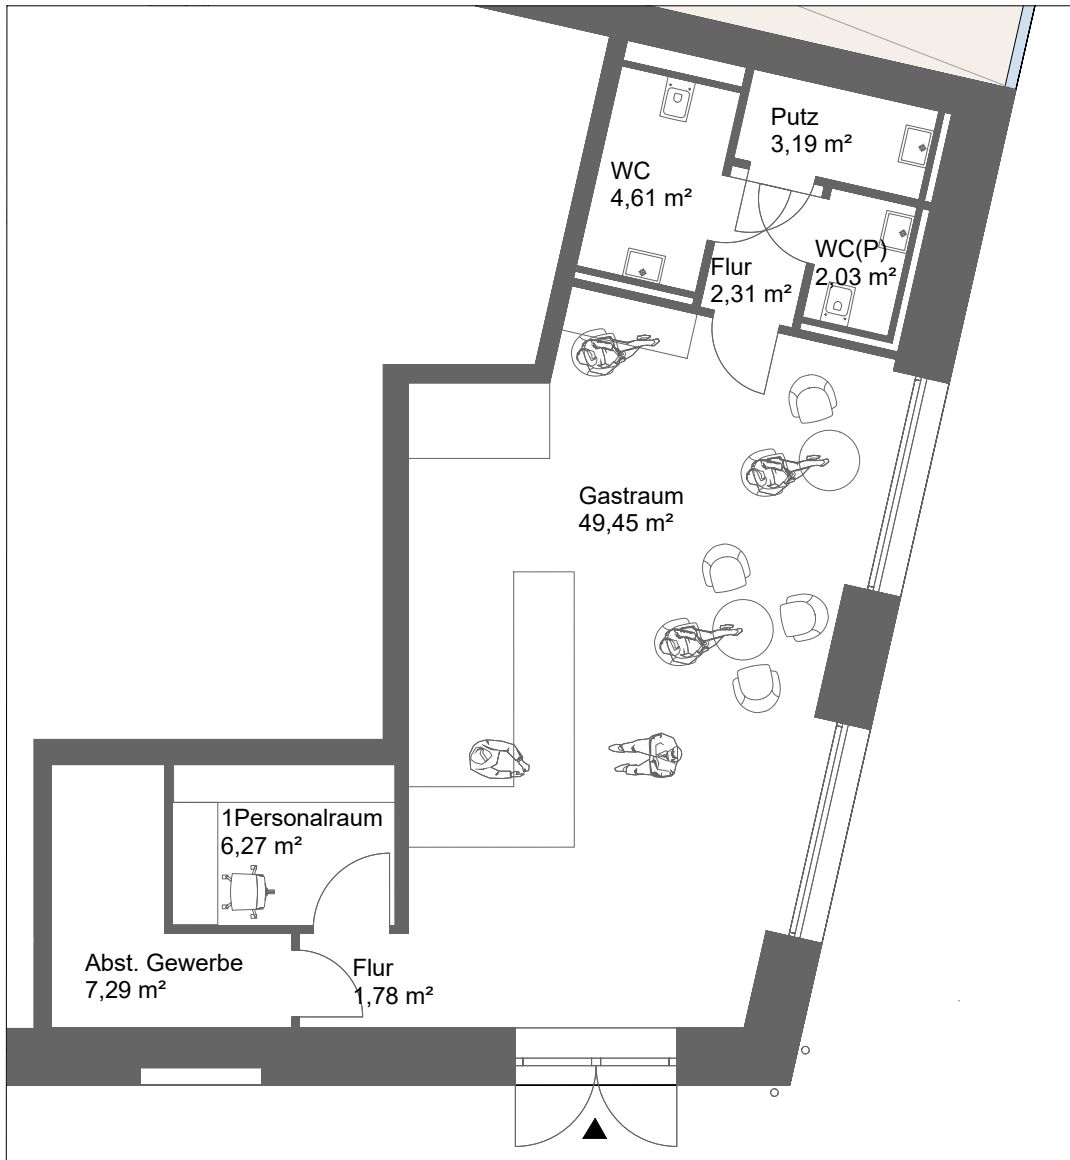 Putz
3,19 m²
WC
4,61 m²
WC(P)
2,03 m²
Flur
2,31 m²
Gastraum
49,45 m²
1Personalraum
6,27 m²
Abst. Gewerbe
7,29 m²
Flur
1,78 m²